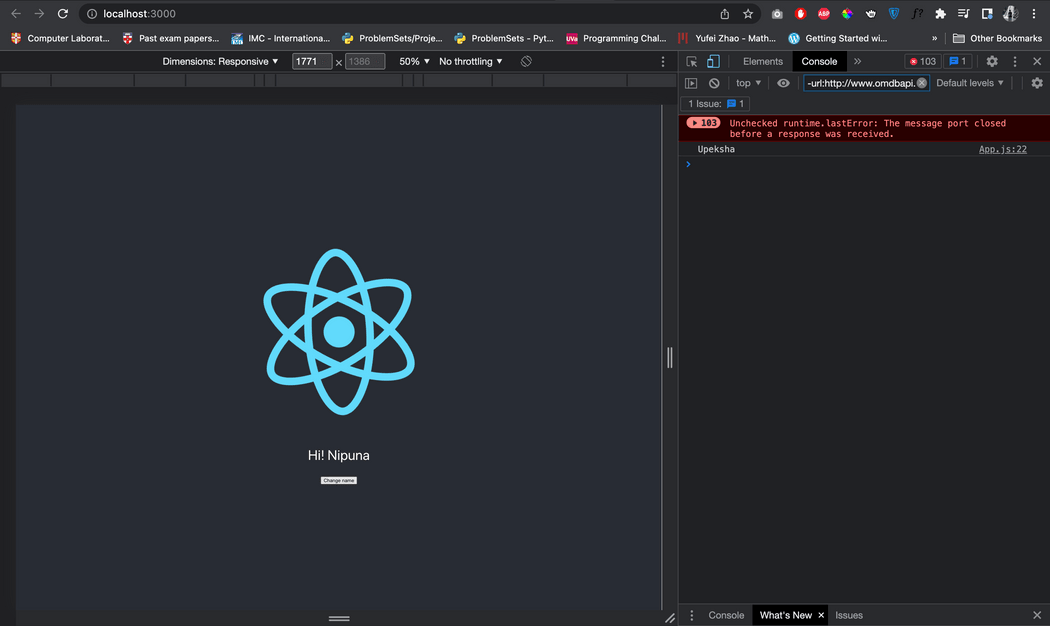 localhost:3000
ABP
f?
Computer Laborat...
Past exam papers...
IMC - Internationa...
ProblemSets/Proje...
ProblemSets - Pyt...
UVa Programming Chal...
Yufei Zhao - Math...
Getting Started wi...
»
Other Bookmarks
Dimensions: Responsive ▼ 1771 × 1386 50% ▼ No throttling ▼
Elements Console » 103 1
top ▼ -url:http://www.omdbapi. Default levels ▼
1 Issue: 1
103 Unchecked runtime.lastError: The message port closed
before a response was received.
Upeksha App.js:22
Hi! Nipuna
Change name
Console What's New × Issues